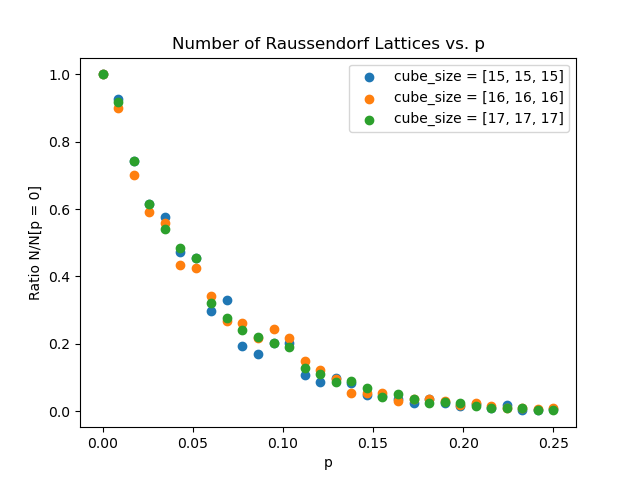 Number of Raussendorf Lattices vs. p
cube_size = [15, 15, 15]
cube_size = [16, 16, 16]
cube_size = [17, 17, 17]
Ratio N/N[p = 0]
1.0
0.8
0.6
0.4
0.2
0.0
0.00 0.05 0.10 0.15 0.20 0.25
p